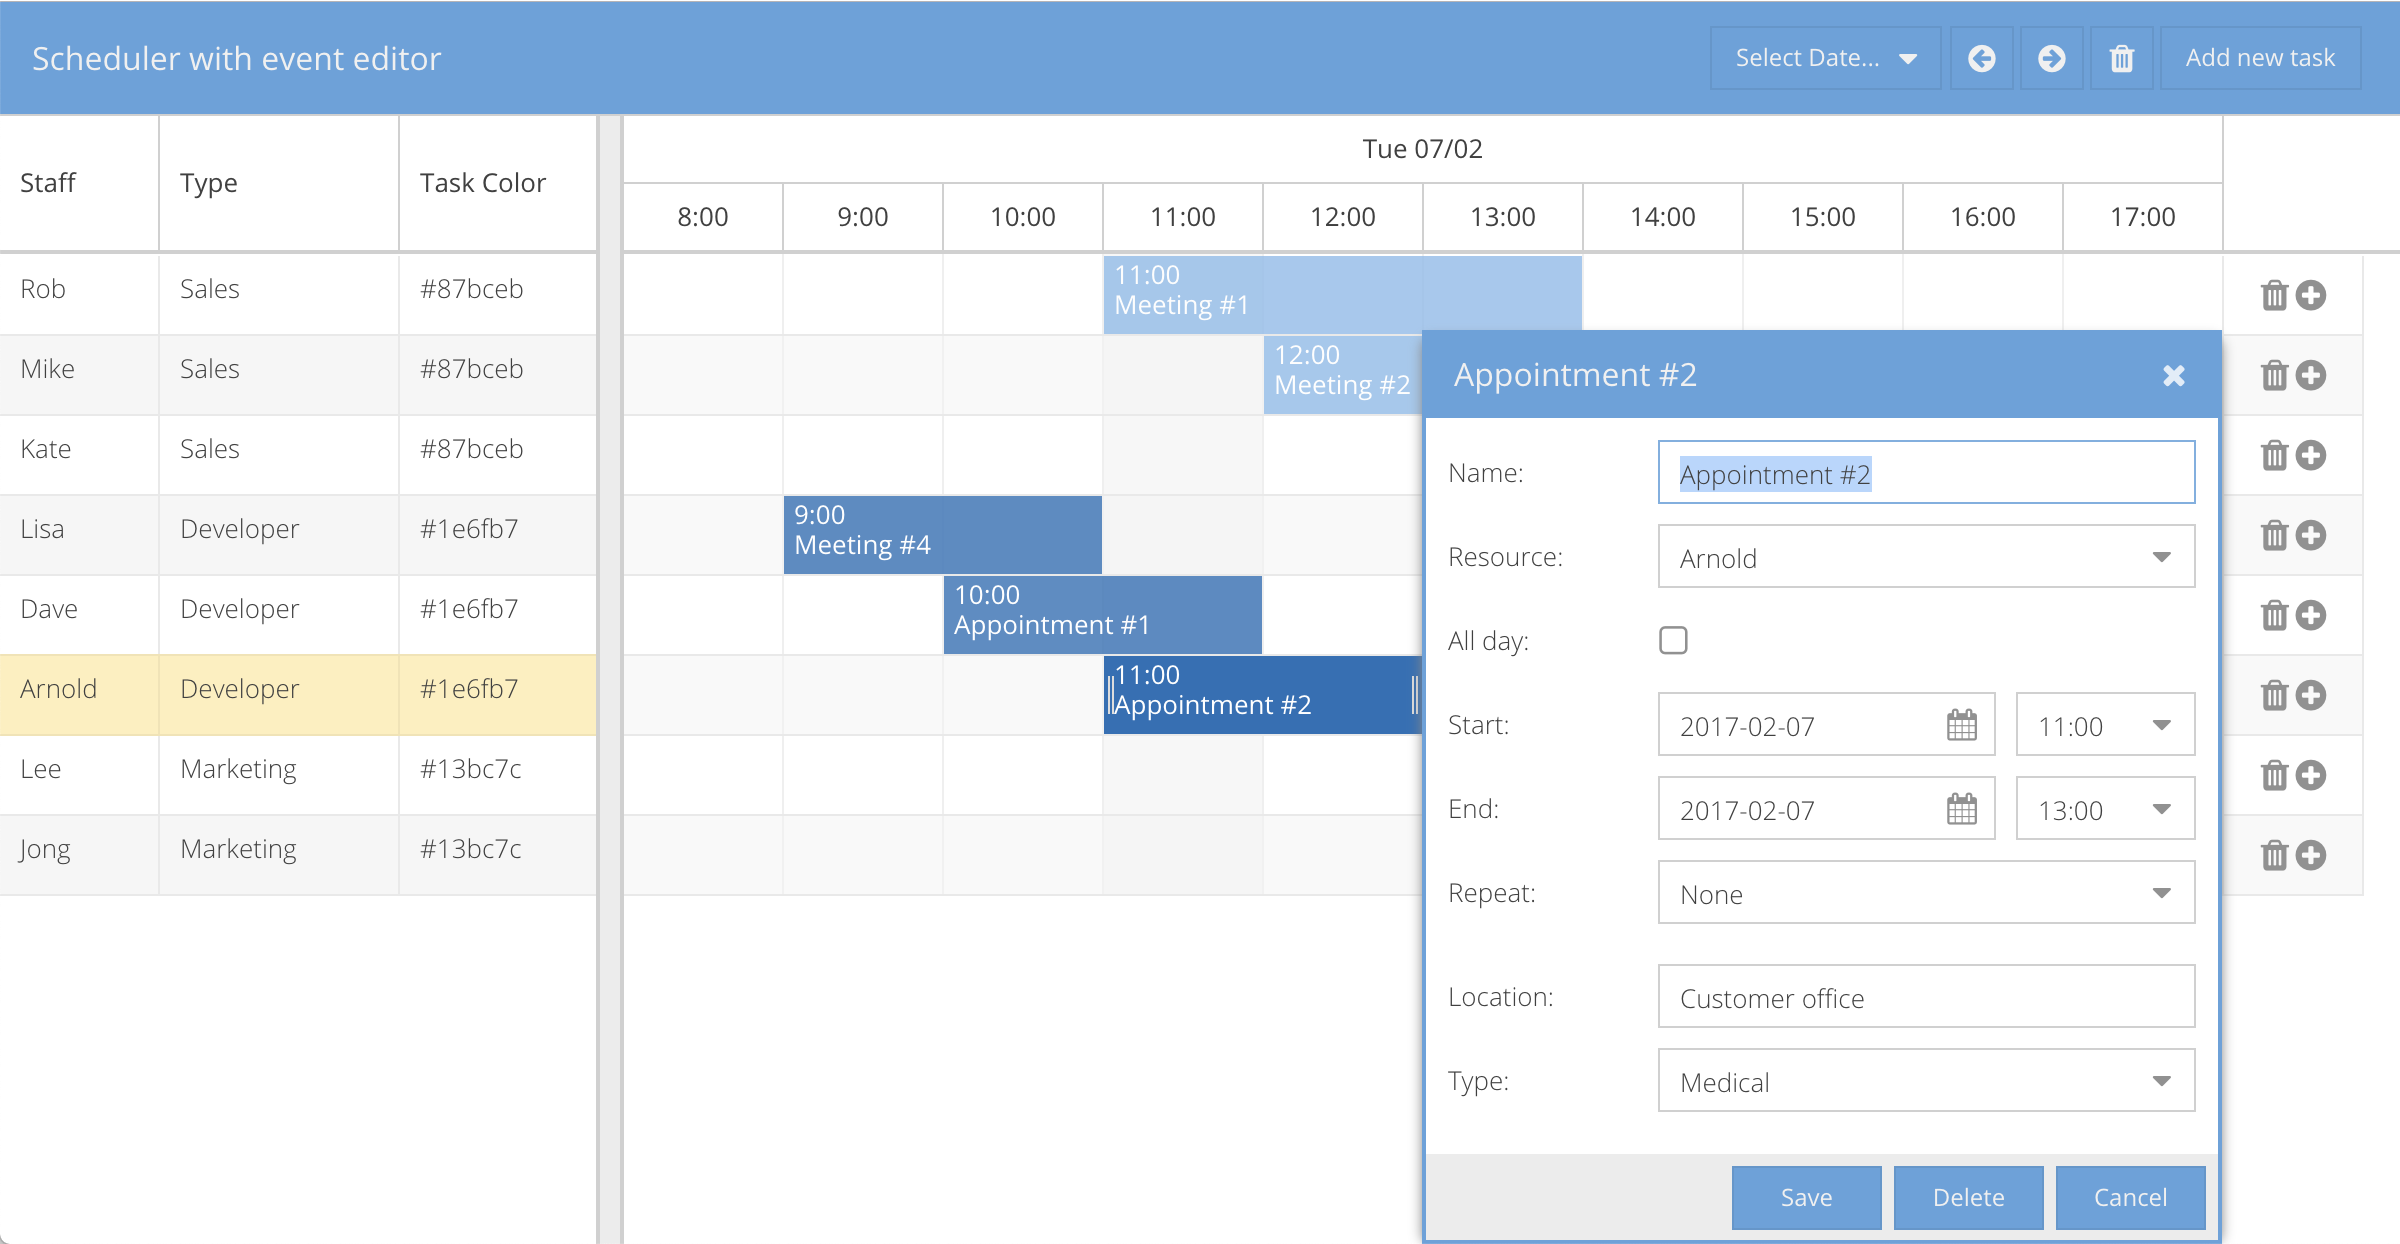 Scheduler with event editor
Select Date...
Add new task
Staff Type Task Color
Tue 07/02
8:00 9:00 10:00 11:00 12:00 13:00 14:00 15:00 16:00 17:00
Rob Sales #87bceb
11:00
Meeting #1
Mike Sales #87bceb
12:00
Meeting #2
Kate Sales #87bceb
Lisa Developer #1e6fb7
9:00
Meeting #4
Dave Developer #1e6fb7
10:00
Appointment #1
Arnold Developer #1e6fb7
11:00
Appointment #2
Lee Marketing #13bc7c
Jong Marketing #13bc7c
Appointment #2
Name: Appointment #2
Resource: Arnold
All day:
Start: 2017-02-07 11:00
End: 2017-02-07 13:00
Repeat: None
Location: Customer office
Type: Medical
Save Delete Cancel